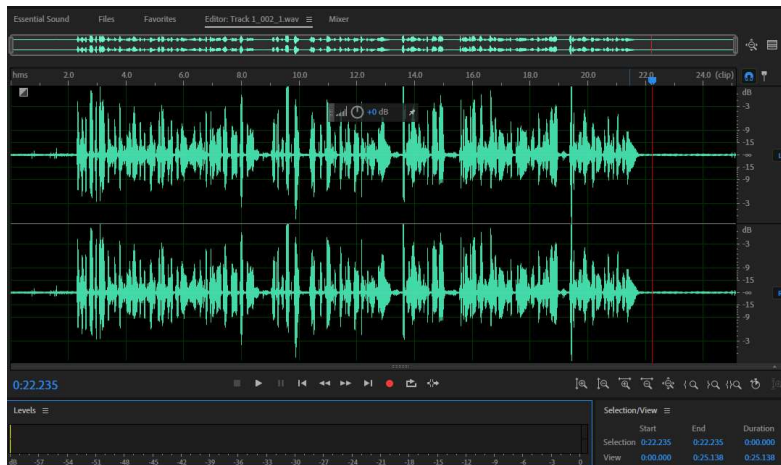 Essential Sound Files Favorites Editor: Track 1_002_1.wav ≡ Mixer
hms 2.0 4.0 6.0 8.0 10.0 12.0 14.0 16.0 18.0 20.0 22.0 24.0 (clip)
dB
-3
-9
-15
-∞
-15
-9
-3
+0 dB
dB
-3
-9
-15
-∞
-15
-9
-3
0:22.235
Levels ≡
dB -57 -54 -51 -48 -45 -42 -39 -36 -33 -30 -27 -24 -21 -18 -15 -12 -9 -6 -3 0
Selection/View ≡
Start End Duration
Selection 0:22.235 0:22.235 0:00.000
View 0:00.000 0:25.138 0:25.138